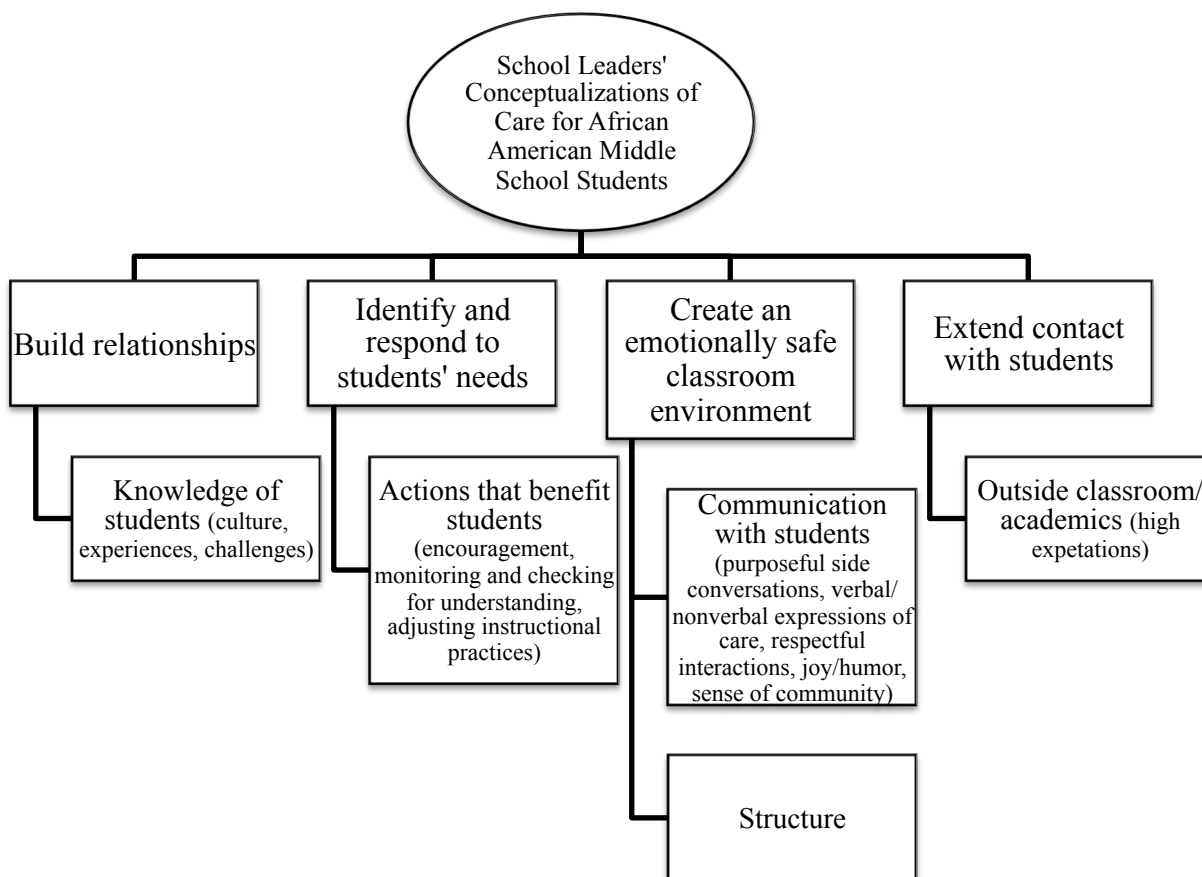 School Leaders'
Conceptualizations of
Care for African
American Middle
School Students
Build relationships
Identify and
respond to
students' needs
Create an
emotionally safe
classroom
environment
Extend contact
with students
Knowledge of
students (culture,
experiences, challenges)
Actions that benefit
students
(encouragement,
monitoring and checking
for understanding,
adjusting instructional
practices)
Communication
with students
(purposeful side
conversations, verbal/
nonverbal expressions of
care, respectful
interactions, joy/humor,
sense of community)
Outside classroom/
academics (high
expetations)
Structure